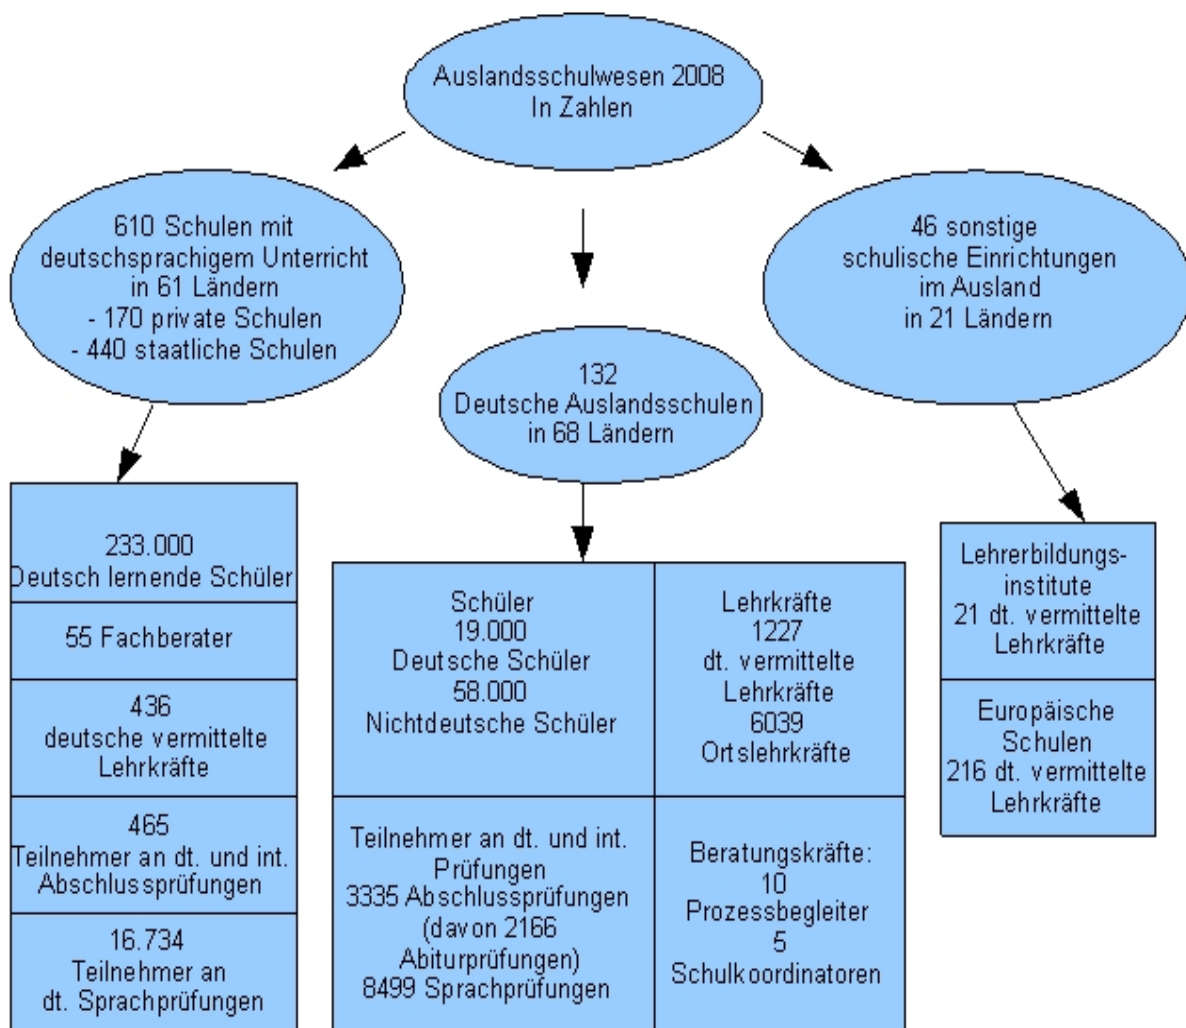 Auslandsschulwesen 2008
In Zahlen
610 Schulen mit
deutschsprachigem Unterricht
in 61 Ländern
- 170 private Schulen
- 440 staatliche Schulen
46 sonstige
schulische Einrichtungen
im Ausland
in 21 Ländern
132
Deutsche Auslandsschulen
in 68 Ländern
233.000
Deutsch lernende Schüler
55 Fachberater
436
deutsche vermittelte
Lehrkräfte
465
Teilnehmer an dt. und int.
Abschlussprüfungen
16.734
Teilnehmer an
dt. Sprachprüfungen
Schüler
19.000
Deutsche Schüler
58.000
Nichtdeutsche Schüler
Lehrkräfte
1227
dt. vermittelte
Lehrkräfte
6039
Ortslehrkräfte
Teilnehmer an dt. und int.
Prüfungen
3335 Abschlussprüfungen
(davon 2166
Abiturprüfungen)
8499 Sprachprüfungen
Beratungskräfte:
10
Prozessbegleiter
5
Schulkoordinatoren
Lehrerbildungs-
institute
21 dt. vermittelte
Lehrkräfte
Europäische
Schulen
216 dt. vermittelte
Lehrkräfte